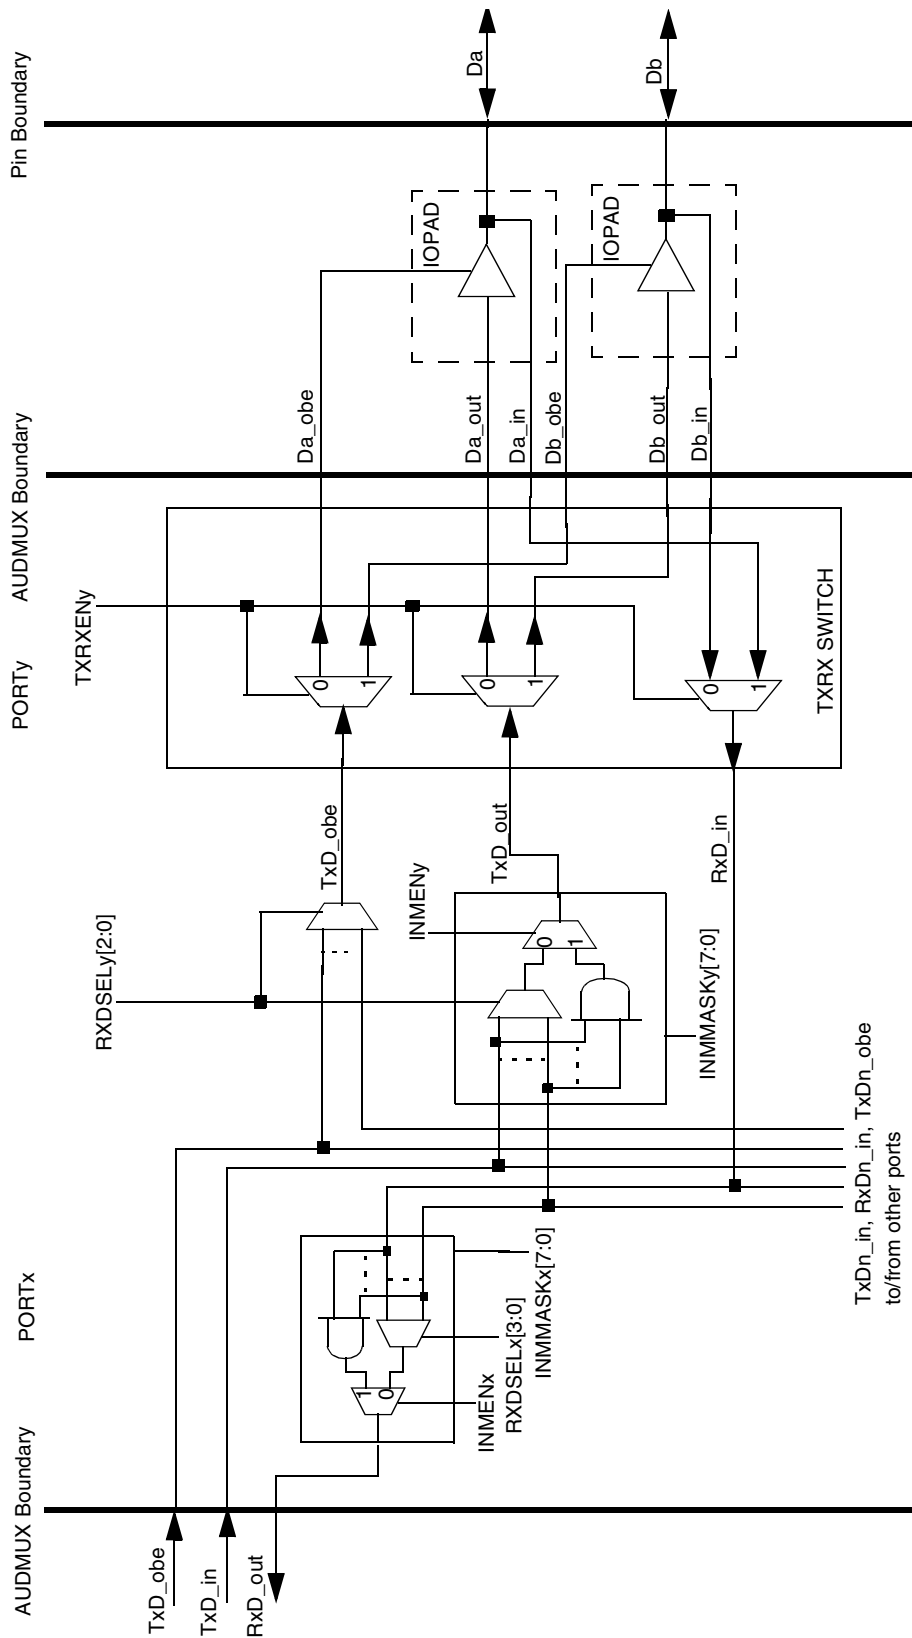 AUDMUX Boundary
PORTx
PORTy
AUDMUX Boundary
Pin Boundary
TxD_obe
TxD_in
RxD_out
INMENx
RXDSELx[3:0]
INMMASKx[7:0]
1
0
TxDn_in, RxDn_in, TxDn_obe
to/from other ports
RXDSELy[2:0]
INMENy
INMMASKy[7:0]
0
1
TxD_obe
TxD_out
RxD_in
TXRXENy
0
1
0
1
0
1
TXRX SWITCH
Da_obe
Da_out
Da_in
Db_obe
Db_out
Db_in
IOPAD
IOPAD
Da
Db